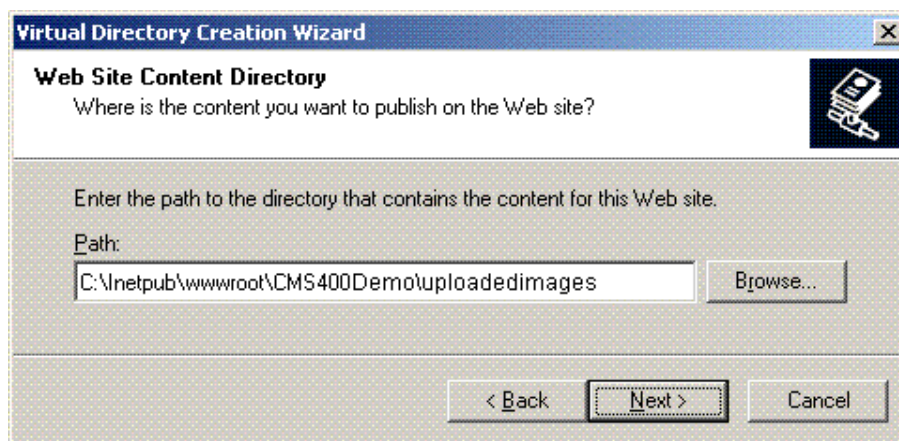 Virtual Directory Creation Wizard
Web Site Content Directory
Where is the content you want to publish on the Web site?
Enter the path to the directory that contains the content for this Web site.
Path:
C:\Inetpub\wwwroot\CMS400Demo\uploadedimages
Browse...
< Back
Next >
Cancel